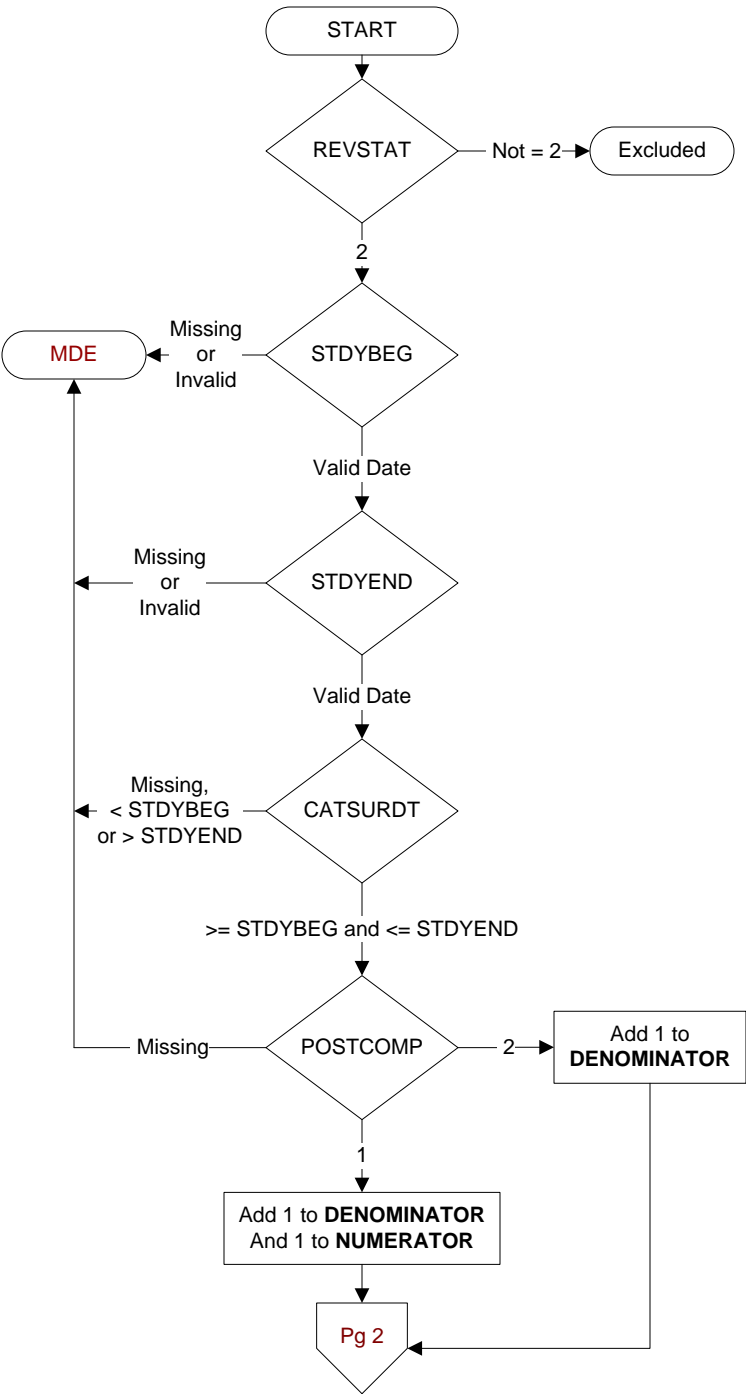 START
REVSTAT
Not = 2
Excluded
2
STDYBEG
Missing
or
Invalid
MDE
Valid Date
STDYEND
Missing
or
Invalid
Valid Date
CATSURDT
Missing,
< STDYBEG
or > STDYEND
>= STDYBEG and <= STDYEND
POSTCOMP
Missing
2
Add 1 to
DENOMINATOR
1
Add 1 to DENOMINATOR
And 1 to NUMERATOR
Pg 2